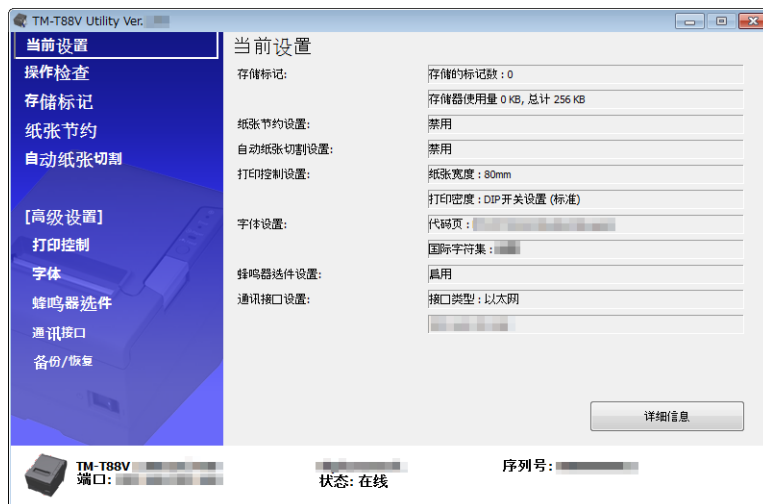 TM-T88V Utility Ver.
当前设置
操作检查
存储标记
纸张节约
自动纸张切割
[高级设置]
打印控制
字体
蜂鸣器选件
通讯接口
备份/恢复
当前设置
存储标记: 存储的标记数 : 0
存储器使用量 0 KB, 总计 256 KB
纸张节约设置: 禁用
自动纸张切割设置: 禁用
打印控制设置: 纸张宽度 : 80mm
打印密度 : DIP开关设置 (标准)
字体设置: 代码页 :
国际字符集 :
蜂鸣器选件设置: 启用
通讯接口设置: 接口类型 : 以太网
详细信息
TM-T88V
端口:
状态: 在线
序列号: